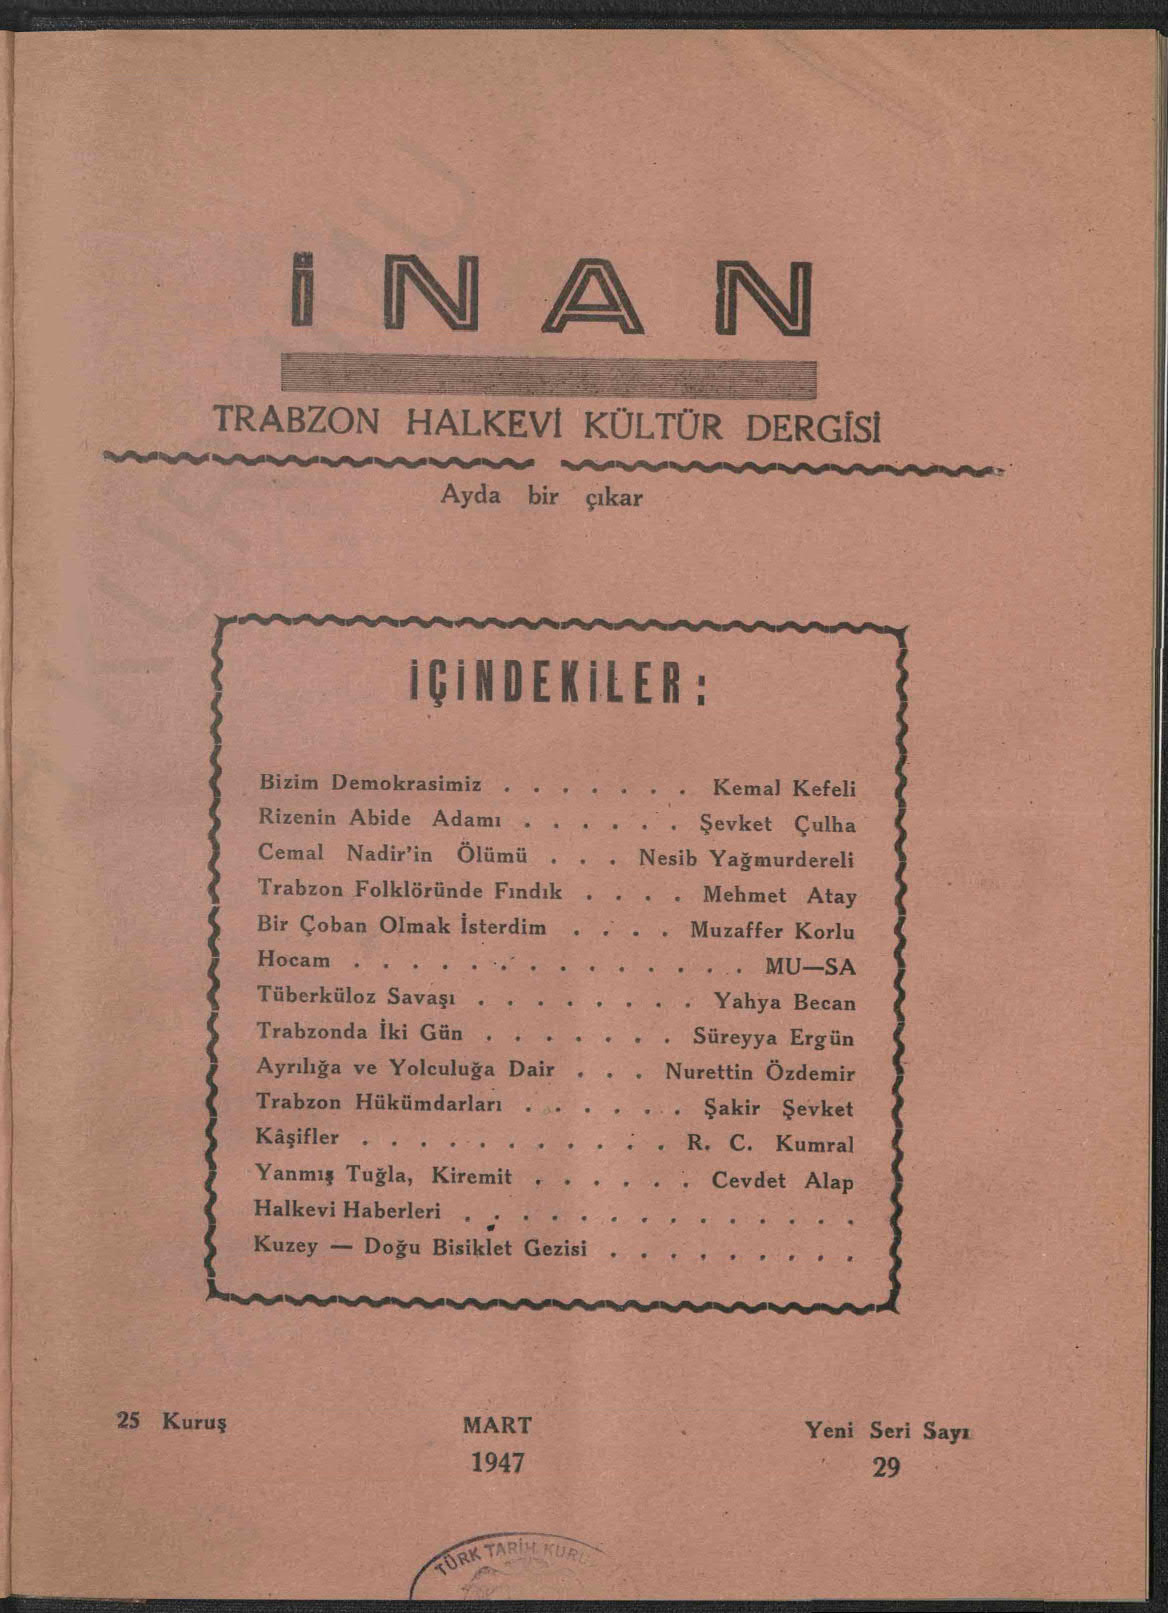 İNAN
TRABZON HALKEVİ KÜLTÜR DERGİSİ
Ayda bir çıkar
İÇİNDEKİLER:
Bizim Demokrasimiz . . . . . . . Kemal Kefeli
Rizenin Abide Adamı . . . . . . Şevket Çulha
Cemal Nadir'in Ölümü . . . Nesib Yağmurdereli
Trabzon Folklöründe Fındık . . . . Mehmet Atay
Bir Çoban Olmak İsterdim . . . . Muzaffer Korlu
Hocam . . . . . . . . . . . . . . MU—SA
Tüberküloz Savaşı . . . . . . . . Yahya Becan
Trabzonda İki Gün . . . . . . . Süreyya Ergün
Ayrılığa ve Yolculuğa Dair . . . Nurettin Özdemir
Trabzon Hükümdarları . . . . . . Şakir Şevket
Kâşifler . . . . . . . . . . . R. C. Kumral
Yanmış Tuğla, Kiremit . . . . . . Cevdet Alap
Halkevi Haberleri . . . . . . . . . . . . . .
Kuzey — Doğu Bisiklet Gezisi . . . . . . . . .
25 Kuruş MART Yeni Seri Sayı
1947 29
TÜRK TARİH KURU